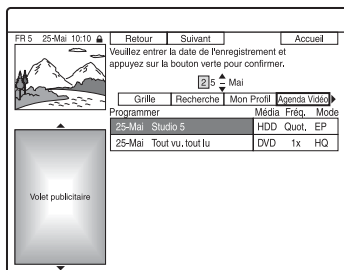 FR 5 25-Mai 10:10 Retour Suivant Accueil
Veuillez entrer la date de l'enregistrement et
appuyez sur la bouton verte pour confirmer.
25 Mai
Grille Recherche Mon Profil Agenda Vidéo
Programmer Média Fréq. Mode
25-Mai Studio 5 HDD Quot. EP
25-Mai Tout vu, tout lu DVD 1x HQ
Volet publicitaire